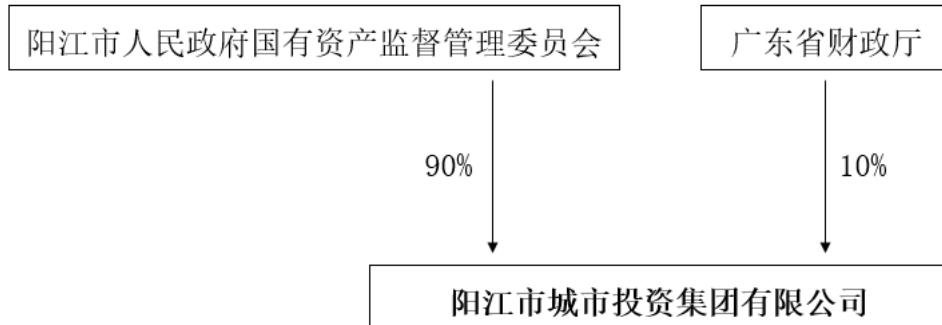 阳江市人民政府国有资产监督管理委员会
广东省财政厅
90%
10%
阳江市城市投资集团有限公司